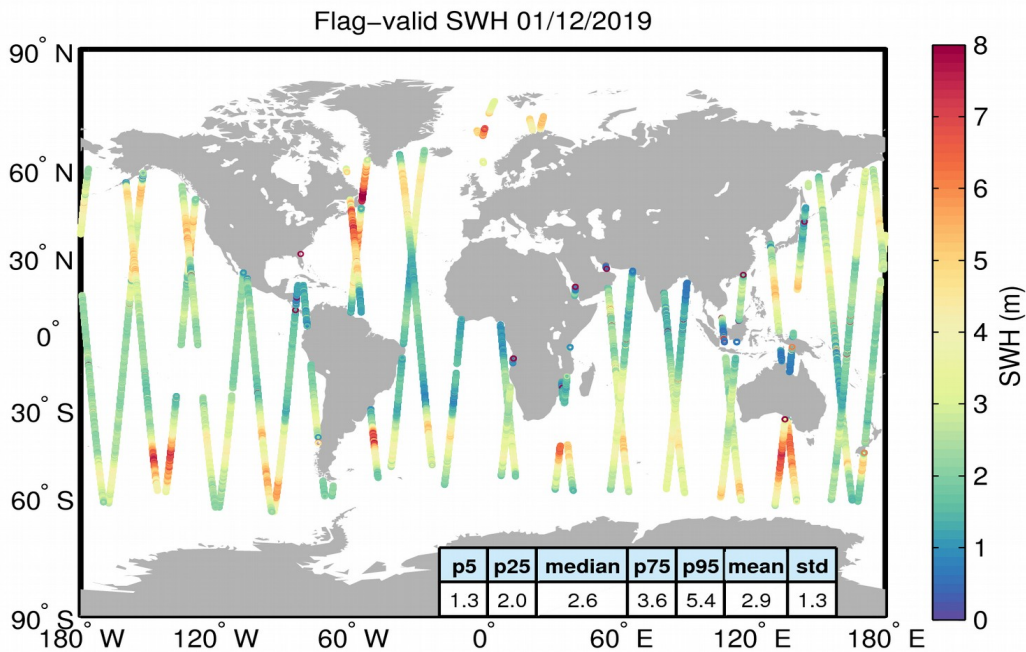 Flag−valid SWH 01/12/2019
90° N
60° N
30° N
0°
30° S
60° S
90° S
180° W
120° W
60° W
0°
60° E
120° E
180° E
8
7
6
5
4
3
2
1
0
SWH (m)
p5 p25 median p75 p95 mean std
1.3 2.0 2.6 3.6 5.4 2.9 1.3